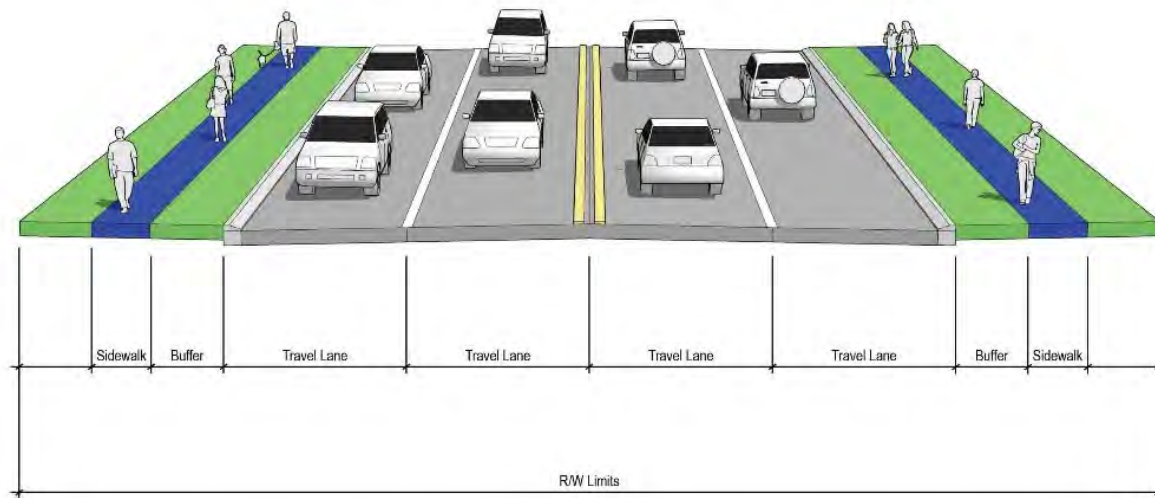 Sidewalk
Buffer
Travel Lane
Travel Lane
Travel Lane
Travel Lane
Buffer
Sidewalk
R/W Limits